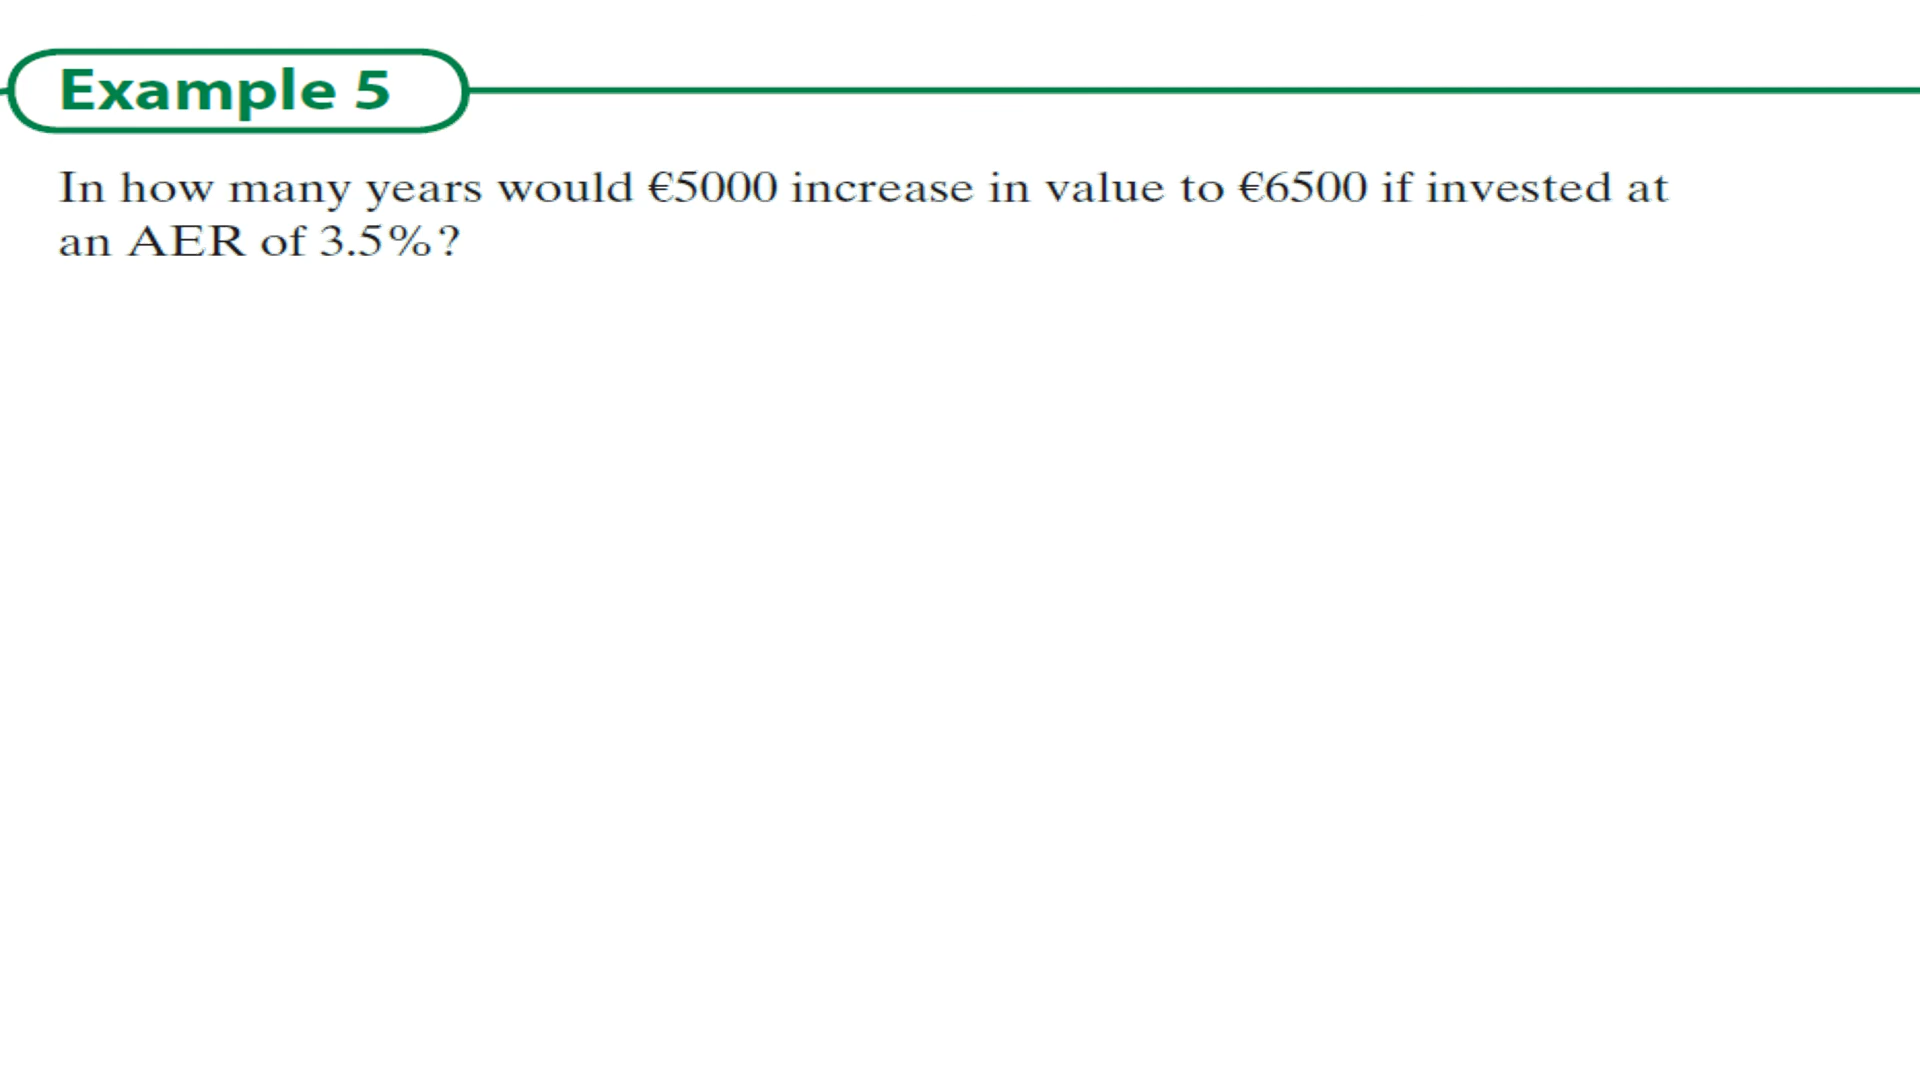 Example 5
In how many years would €5000 increase in value to €6500 if invested at
an AER of 3.5%?